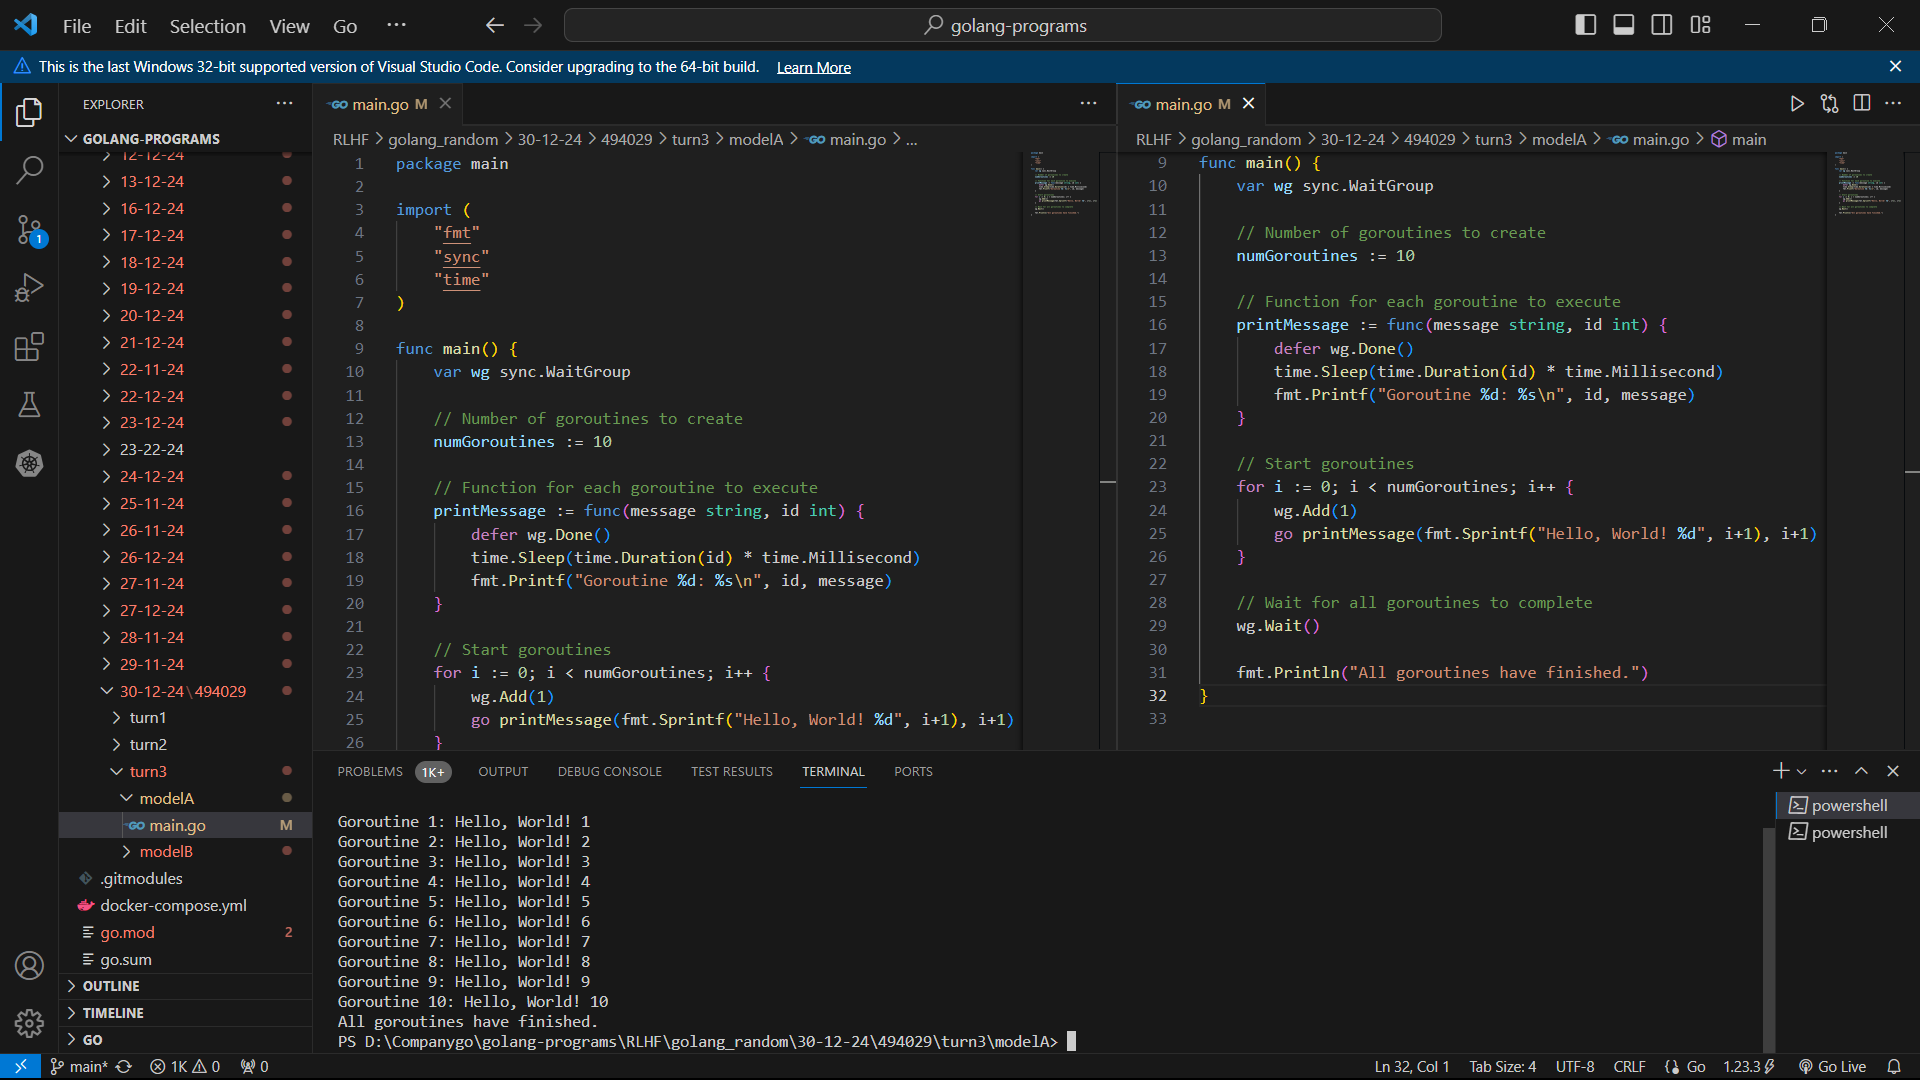 File Edit Selection View Go ···
golang-programs
This is the last Windows 32-bit supported version of Visual Studio Code. Consider upgrading to the 64-bit build. Learn More
EXPLORER
GOLANG-PROGRAMS
12-12-24
13-12-24
16-12-24
17-12-24
18-12-24
19-12-24
20-12-24
21-12-24
22-11-24
22-12-24
23-12-24
23-22-24
24-12-24
25-11-24
26-11-24
26-12-24
27-11-24
27-12-24
28-11-24
29-11-24
30-12-24\494029
turn1
turn2
turn3
modelA
main.go M
modelB
.gitmodules
docker-compose.yml
go.mod 2
go.sum
OUTLINE
TIMELINE
GO
1
main.go M
RLHF > golang_random > 30-12-24 > 494029 > turn3 > modelA > main.go > ...
1 package main
2
3 import (
4 "fmt"
5 "sync"
6 "time"
7 )
8
9 func main() {
10 var wg sync.WaitGroup
11
12 // Number of goroutines to create
13 numGoroutines := 10
14
15 // Function for each goroutine to execute
16 printMessage := func(message string, id int) {
17 defer wg.Done()
18 time.Sleep(time.Duration(id) * time.Millisecond)
19 fmt.Printf("Goroutine %d: %s\n", id, message)
20 }
21
22 // Start goroutines
23 for i := 0; i < numGoroutines; i++ {
24 wg.Add(1)
25 go printMessage(fmt.Sprintf("Hello, World! %d", i+1), i+1)
26 }
main.go M
RLHF > golang_random > 30-12-24 > 494029 > turn3 > modelA > main.go > main
9 func main() {
10 var wg sync.WaitGroup
11
12 // Number of goroutines to create
13 numGoroutines := 10
14
15 // Function for each goroutine to execute
16 printMessage := func(message string, id int) {
17 defer wg.Done()
18 time.Sleep(time.Duration(id) * time.Millisecond)
19 fmt.Printf("Goroutine %d: %s\n", id, message)
20 }
21
22 // Start goroutines
23 for i := 0; i < numGoroutines; i++ {
24 wg.Add(1)
25 go printMessage(fmt.Sprintf("Hello, World! %d", i+1), i+1)
26 }
27
28 // Wait for all goroutines to complete
29 wg.Wait()
30
31 fmt.Println("All goroutines have finished.")
32 }
33
PROBLEMS 1K+ OUTPUT DEBUG CONSOLE TEST RESULTS TERMINAL PORTS
Goroutine 1: Hello, World! 1
Goroutine 2: Hello, World! 2
Goroutine 3: Hello, World! 3
Goroutine 4: Hello, World! 4
Goroutine 5: Hello, World! 5
Goroutine 6: Hello, World! 6
Goroutine 7: Hello, World! 7
Goroutine 8: Hello, World! 8
Goroutine 9: Hello, World! 9
Goroutine 10: Hello, World! 10
All goroutines have finished.
PS D:\Companygo\golang-programs\RLHF\golang_random\30-12-24\494029\turn3\modelA>
powershell
powershell
main* 1K 0 0 Ln 32, Col 1 Tab Size: 4 UTF-8 CRLF Go 1.23.3 Go Live